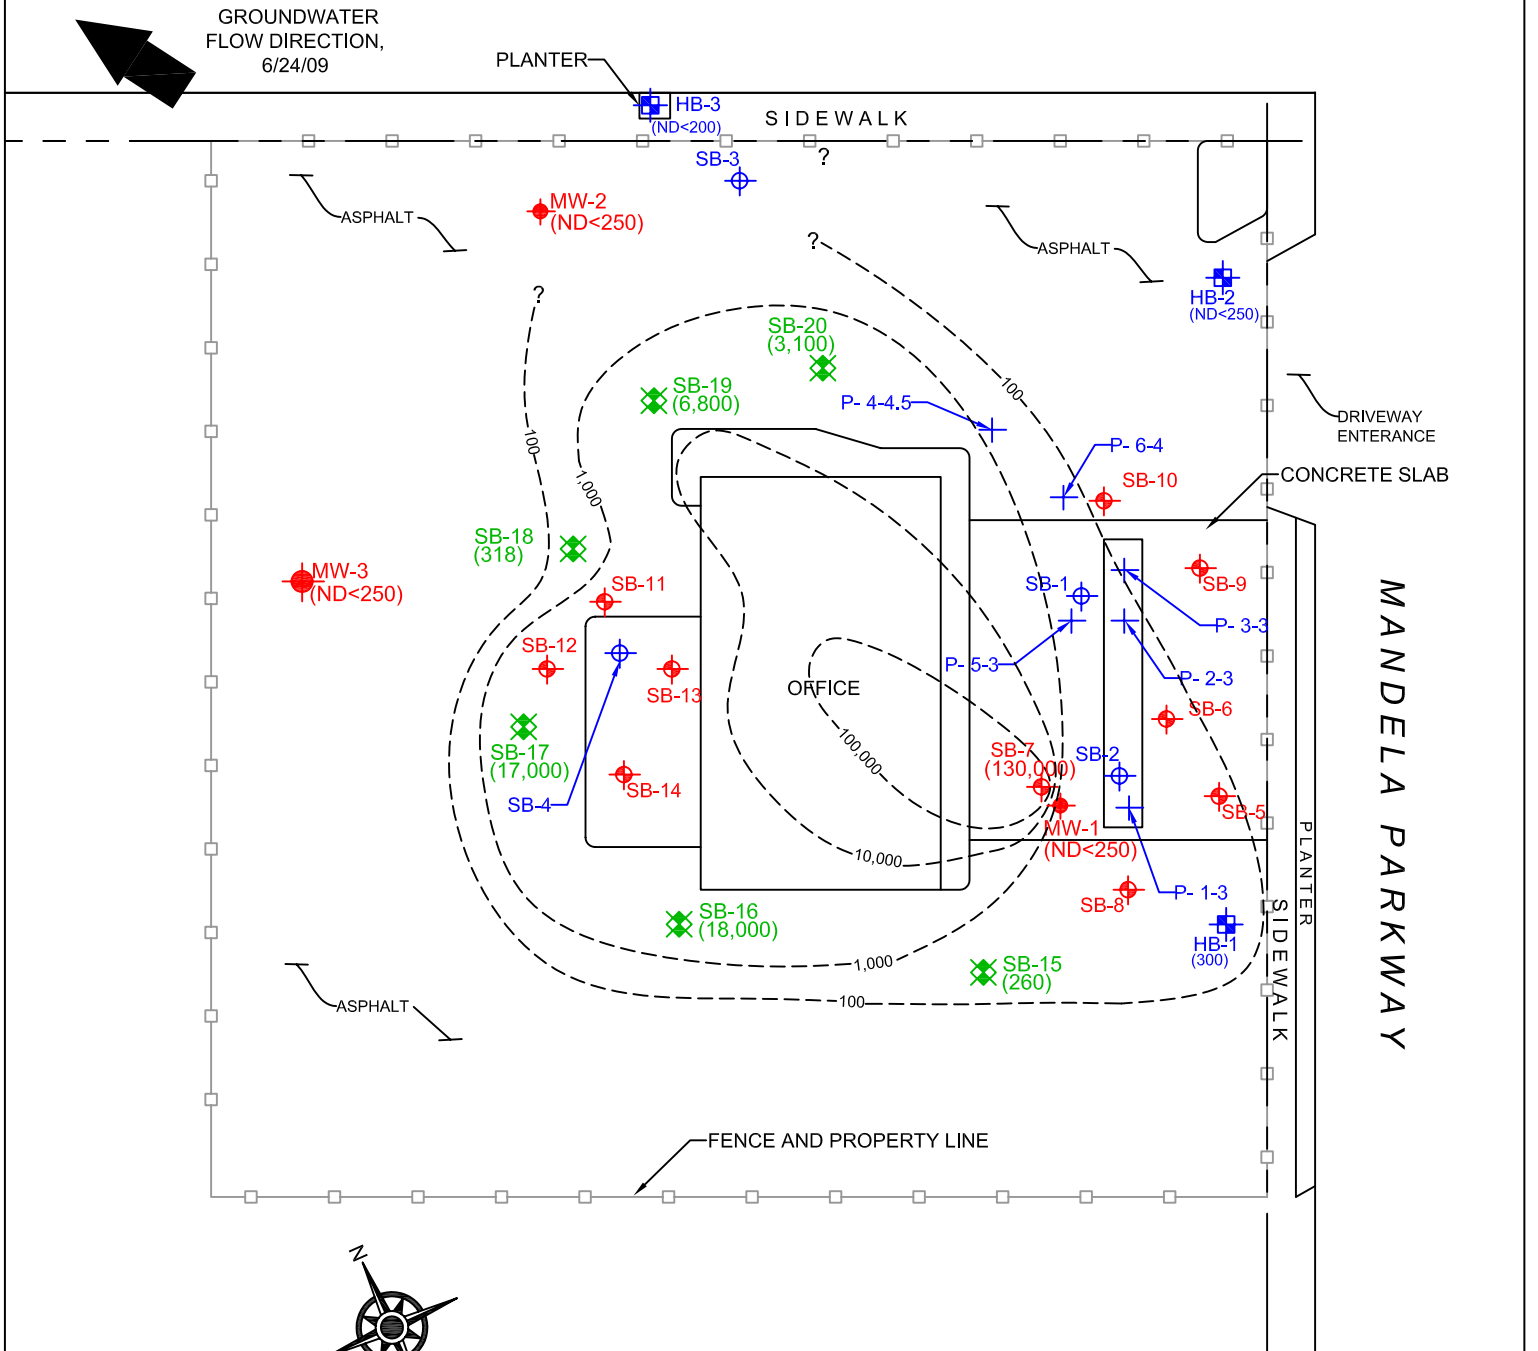 GROUNDWATER
FLOW DIRECTION,
6/24/09
PLANTER
HB-3
(ND<200)
SIDEWALK
SB-3
?
MW-2
(ND<250)
ASPHALT
?
ASPHALT
HB-2
(ND<250)
?
SB-20
(3,100)
SB-19
(6,800)
P- 4-4.5
100
DRIVEWAY
ENTERANCE
100
P- 6-4
1,000
SB-10
CONCRETE SLAB
SB-18
(318)
MW-3
(ND<250)
SB-11
SB-1
SB-9
P- 3-3
SB-12
SB-13
OFFICE
P- 5-3
P- 2-3
SB-6
SB-17
(17,000)
100,000
SB-7
(130,000)
SB-2
SB-14
SB-4
SB-5
MW-1
(ND<250)
10,000
P- 1-3
SB-8
SB-16
(18,000)
HB-1
(300)
1,000
SB-15
(260)
100
ASPHALT
PLANTER
SIDEWALK
MANDELA PARKWAY
FENCE AND PROPERTY LINE
N